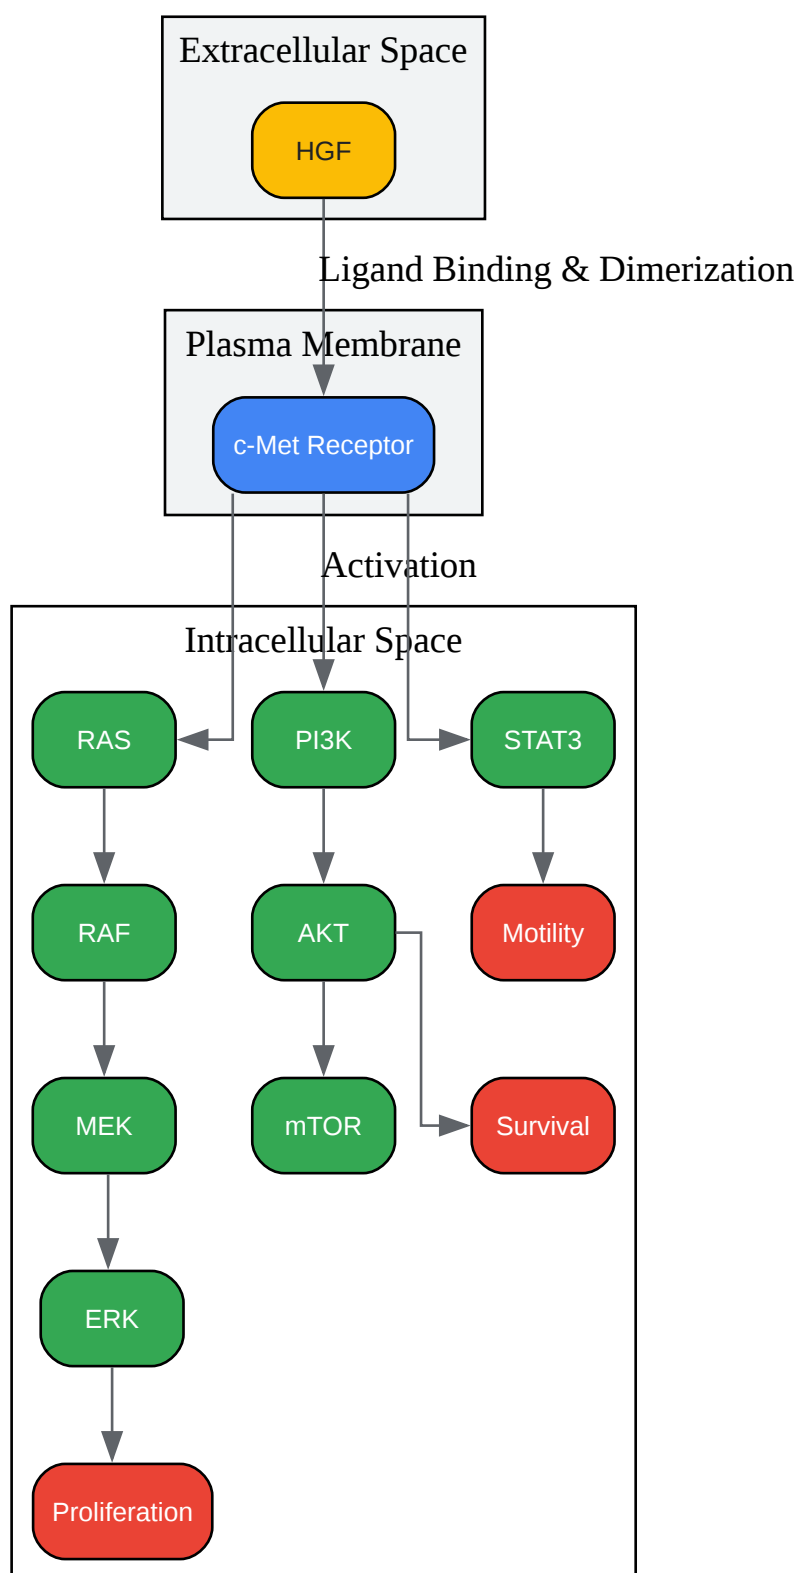 Extracellular Space
HGF
Ligand Binding & Dimerization
Plasma Membrane
c-Met Receptor
Activation
Intracellular Space
RAS
PI3K
STAT3
RAF
AKT
Motility
MEK
mTOR
Survival
ERK
Proliferation